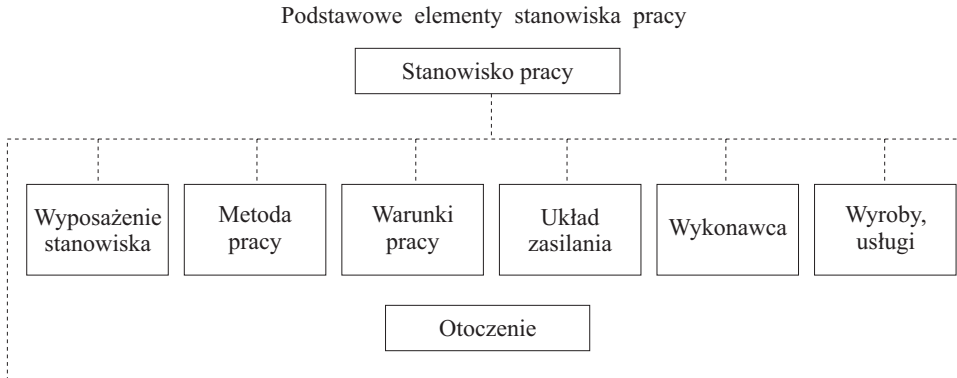 Podstawowe elementy stanowiska pracy
Stanowisko pracy
Wyposażenie
stanowiska
Metoda
pracy
Warunki
pracy
Układ
zasilania
Wykonawca
Wyroby,
usługi
Otoczenie